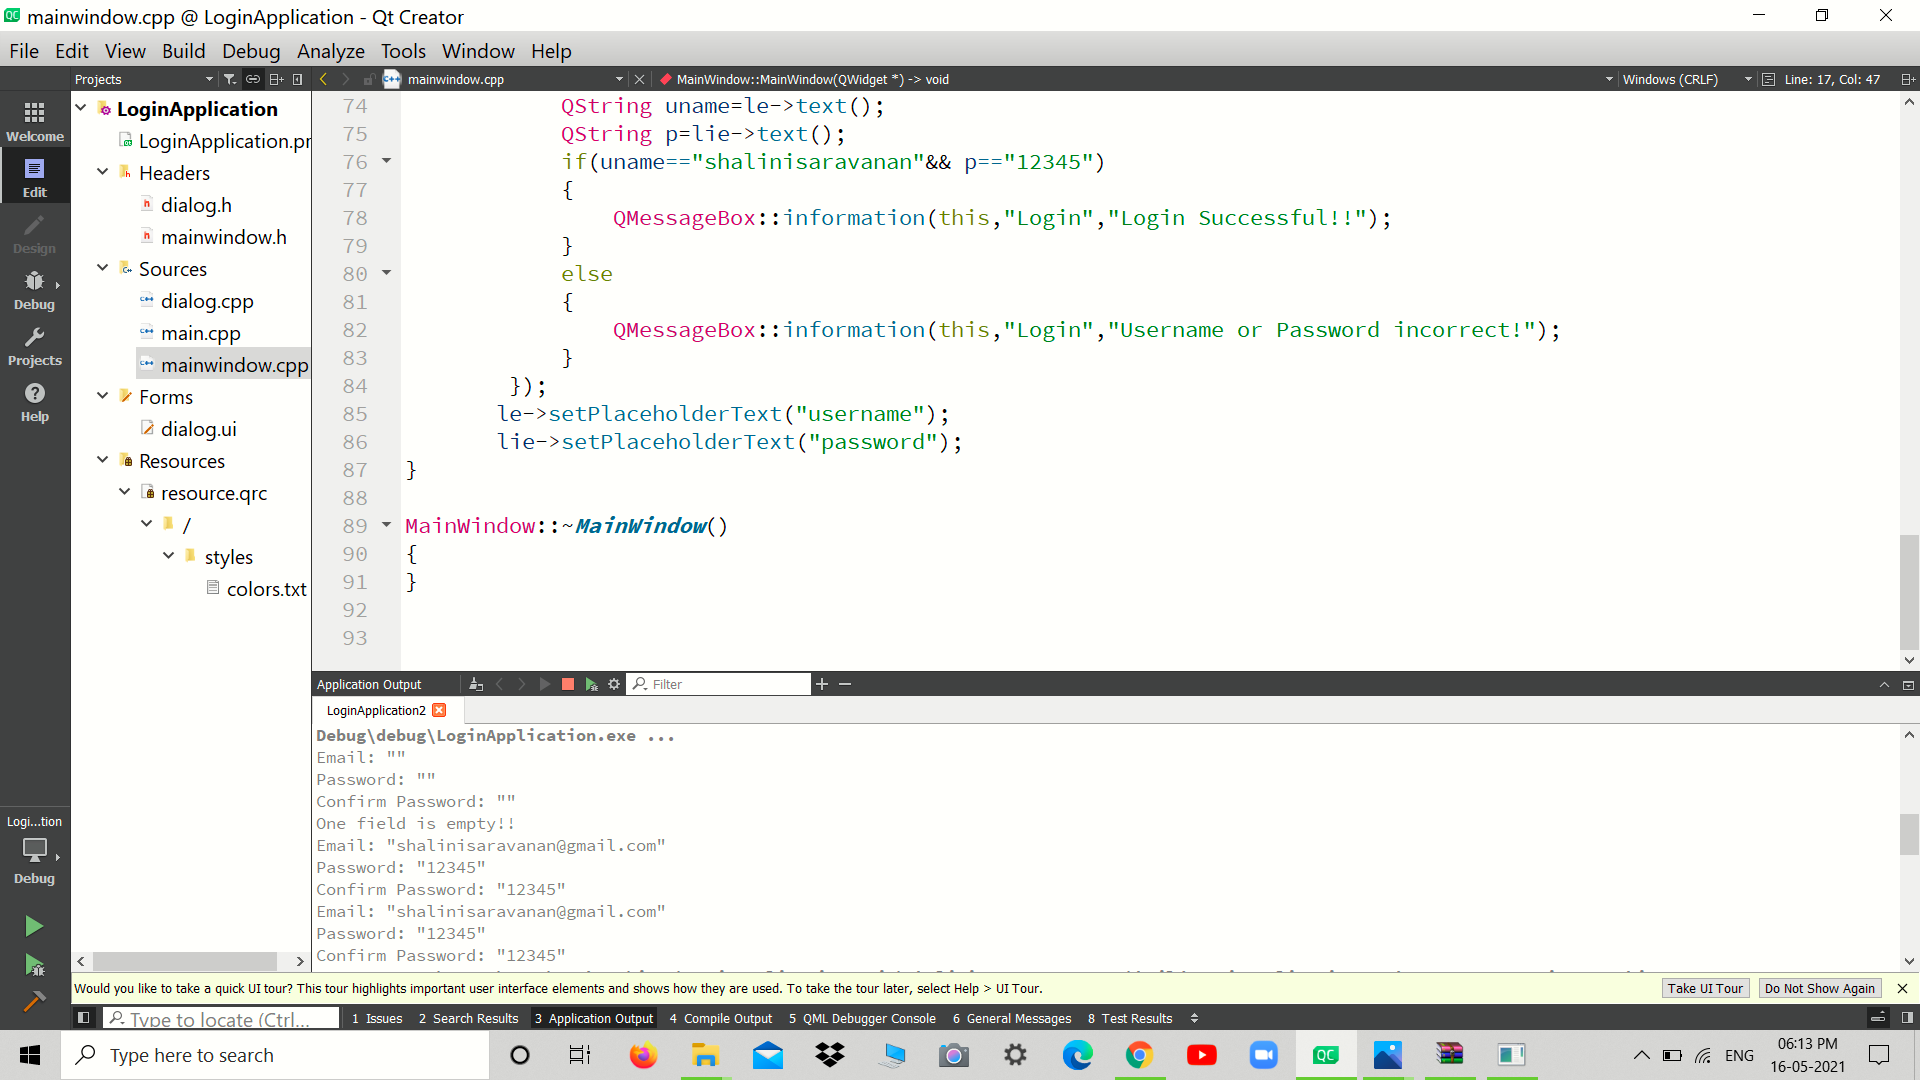 mainwindow.cpp @ LoginApplication - Qt Creator
File Edit View Build Debug Analyze Tools Window Help
Projects mainwindow.cpp MainWindow::MainWindow(QWidget *) -> void Windows (CRLF) Line: 17, Col: 47
Welcome
Edit
Design
Debug
Projects
Help
Logi...tion
Debug
LoginApplication
LoginApplication.pr
Headers
dialog.h
mainwindow.h
Sources
dialog.cpp
main.cpp
mainwindow.cpp
Forms
dialog.ui
Resources
resource.qrc
/
styles
colors.txt
74 QString uname=le->text();
75 QString p=lie->text();
76 if(uname=="shalinisaravanan"&& p=="12345")
77 {
78 QMessageBox::information(this,"Login","Login Successful!!");
79 }
80 else
81 {
82 QMessageBox::information(this,"Login","Username or Password incorrect!");
83 }
84 });
85 le->setPlaceholderText("username");
86 lie->setPlaceholderText("password");
87 }
88
89 MainWindow::~MainWindow()
90 {
91 }
92
93
Application Output Filter
LoginApplication2
Debug\debug\LoginApplication.exe ...
Email: ""
Password: ""
Confirm Password: ""
One field is empty!!
Email: "shalinisaravanan@gmail.com"
Password: "12345"
Confirm Password: "12345"
Email: "shalinisaravanan@gmail.com"
Password: "12345"
Confirm Password: "12345"
Would you like to take a quick UI tour? This tour highlights important user interface elements and shows how they are used. To take the tour later, select Help > UI Tour. Take UI Tour Do Not Show Again
Type to locate (Ctrl... 1 Issues 2 Search Results 3 Application Output 4 Compile Output 5 QML Debugger Console 6 General Messages 8 Test Results
Type here to search QC ENG 06:13 PM
16-05-2021